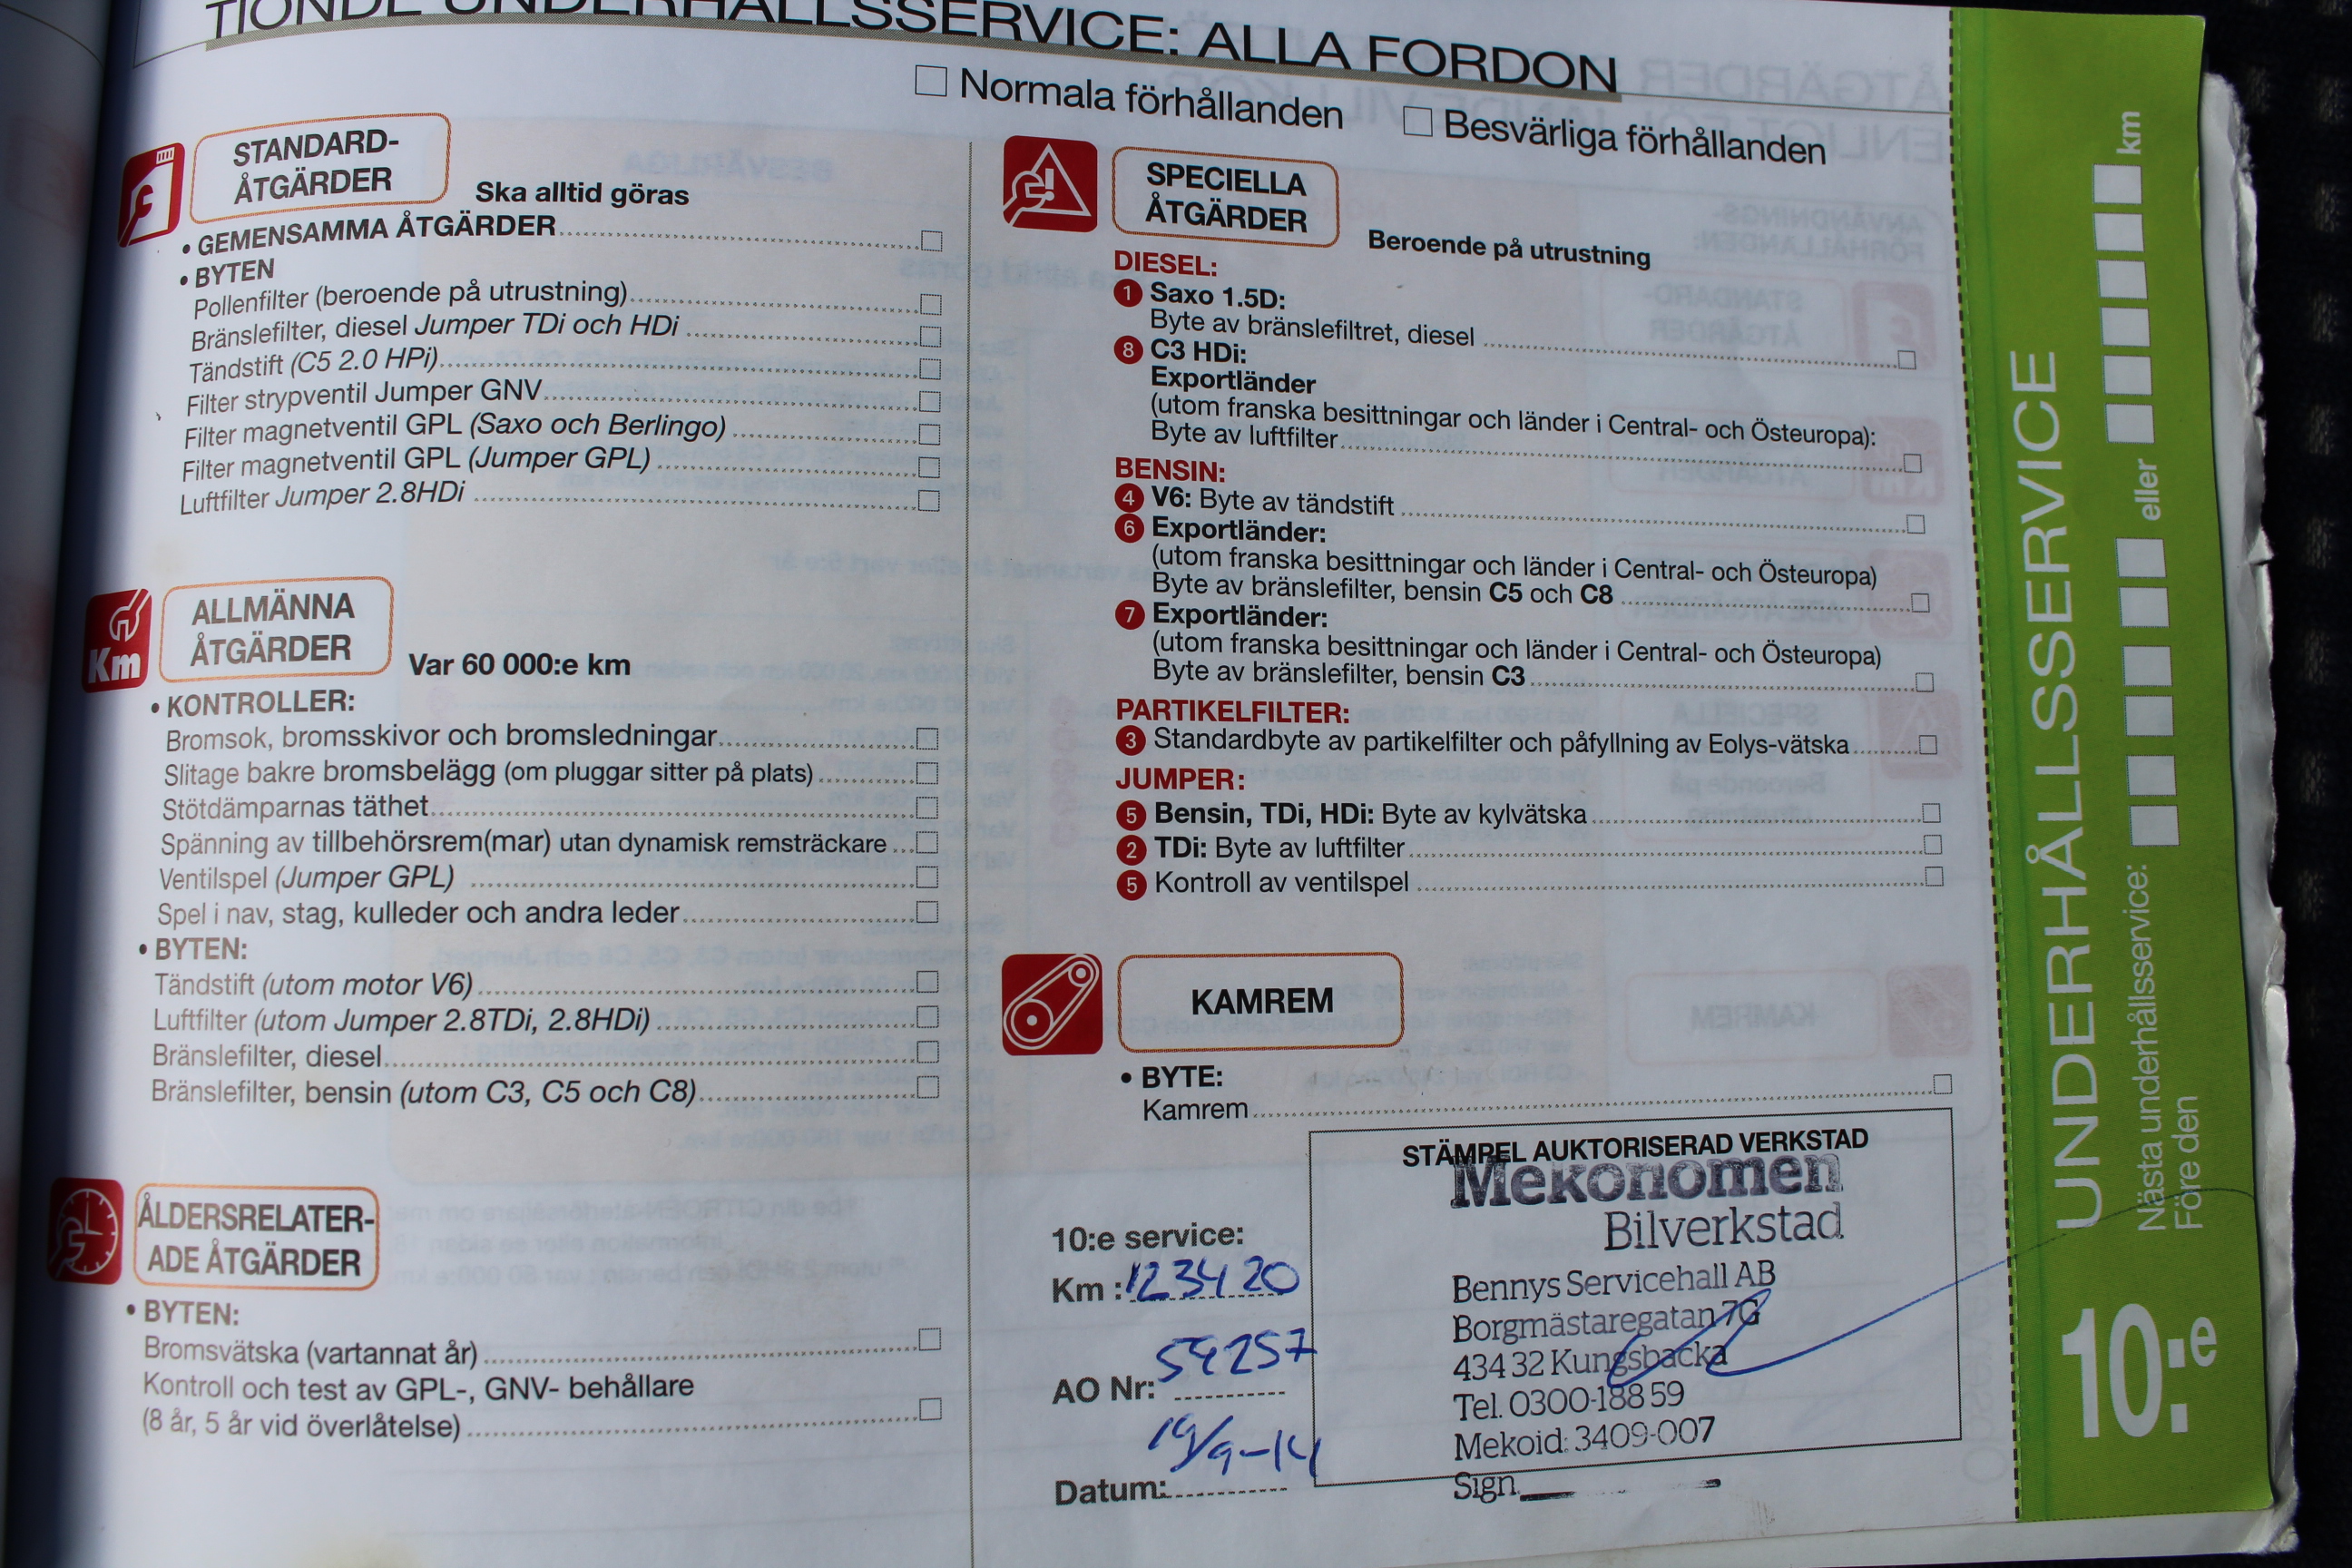 TIONDE UNDERHÅLLSSERVICE: ALLA FORDON
Normala förhållanden
Besvärliga förhållanden
STANDARD-
ÅTGÄRDER
Ska alltid göras
• GEMENSAMMA ÅTGÄRDER
• BYTEN
Pollenfilter (beroende på utrustning)
Bränslefilter, diesel Jumper TDi och HDi
Tändstift (C5 2.0 HPi)
Filter strypventil Jumper GNV
Filter magnetventil GPL (Saxo och Berlingo)
Filter magnetventil GPL (Jumper GPL)
Luftfilter Jumper 2.8HDi
Km
ALLMÄNNA
ÅTGÄRDER
Var 60 000:e km
• KONTROLLER:
Bromsok, bromsskivor och bromsledningar
Slitage bakre bromsbelägg (om pluggar sitter på plats)
Stötdämparnas täthet
Spänning av tillbehörsrem(mar) utan dynamisk remsträckare
Ventilspel (Jumper GPL)
Spel i nav, stag, kulleder och andra leder
• BYTEN:
Tändstift (utom motor V6)
Luftfilter (utom Jumper 2.8TDi, 2.8HDi)
Bränslefilter, diesel
Bränslefilter, bensin (utom C3, C5 och C8)
ÅLDERSRELATER-
ADE ÅTGÄRDER
• BYTEN:
Bromsvätska (vartannat år)
Kontroll och test av GPL-, GNV- behållare
(8 år, 5 år vid överlåtelse)
SPECIELLA
ÅTGÄRDER
Beroende på utrustning
DIESEL:
1 Saxo 1.5D:
Byte av bränslefiltret, diesel
8 C3 HDi:
Exportländer
(utom franska besittningar och länder i Central- och Östeuropa):
Byte av luftfilter
BENSIN:
4 V6: Byte av tändstift
6 Exportländer:
(utom franska besittningar och länder i Central- och Östeuropa)
Byte av bränslefilter, bensin C5 och C8
7 Exportländer:
(utom franska besittningar och länder i Central- och Östeuropa)
Byte av bränslefilter, bensin C3
PARTIKELFILTER:
3 Standardbyte av partikelfilter och påfyllning av Eolys-vätska
JUMPER:
5 Bensin, TDi, HDi: Byte av kylvätska
2 TDi: Byte av luftfilter
5 Kontroll av ventilspel
KAMREM
• BYTE:
Kamrem
10:e service:
Km : 123420
AO Nr: 54257
Datum: 19/9-14
STÄMPEL AUKTORISERAD VERKSTAD
Mekonomen
Bilverkstad
Bennys Servicehall AB
Borgmästaregatan 7G
434 32 Kungsbacka
Tel. 0300-188 59
Mekoid: 3409-007
Sign.
10:e UNDERHÅLLSSERVICE
Nästa underhållsservice: eller km
Före den